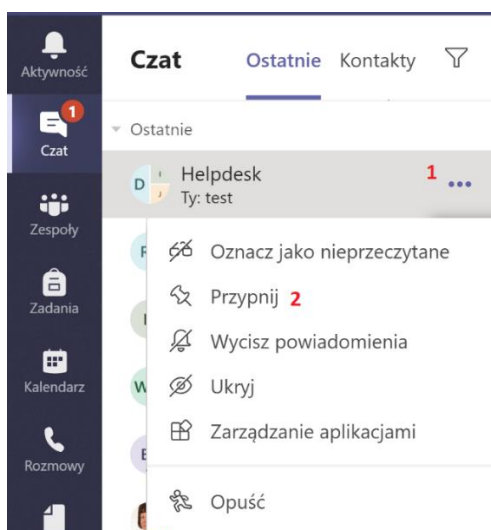 Aktywność
1
Czat
Zespoły
Zadania
Kalendarz
Rozmowy
Czat Ostatnie Kontakty
Ostatnie
D I J Helpdesk 1
Ty: test
Oznacz jako nieprzeczytane
Przypnij 2
Wycisz powiadomienia
W Ukryj
Zarządzanie aplikacjami
Opuść